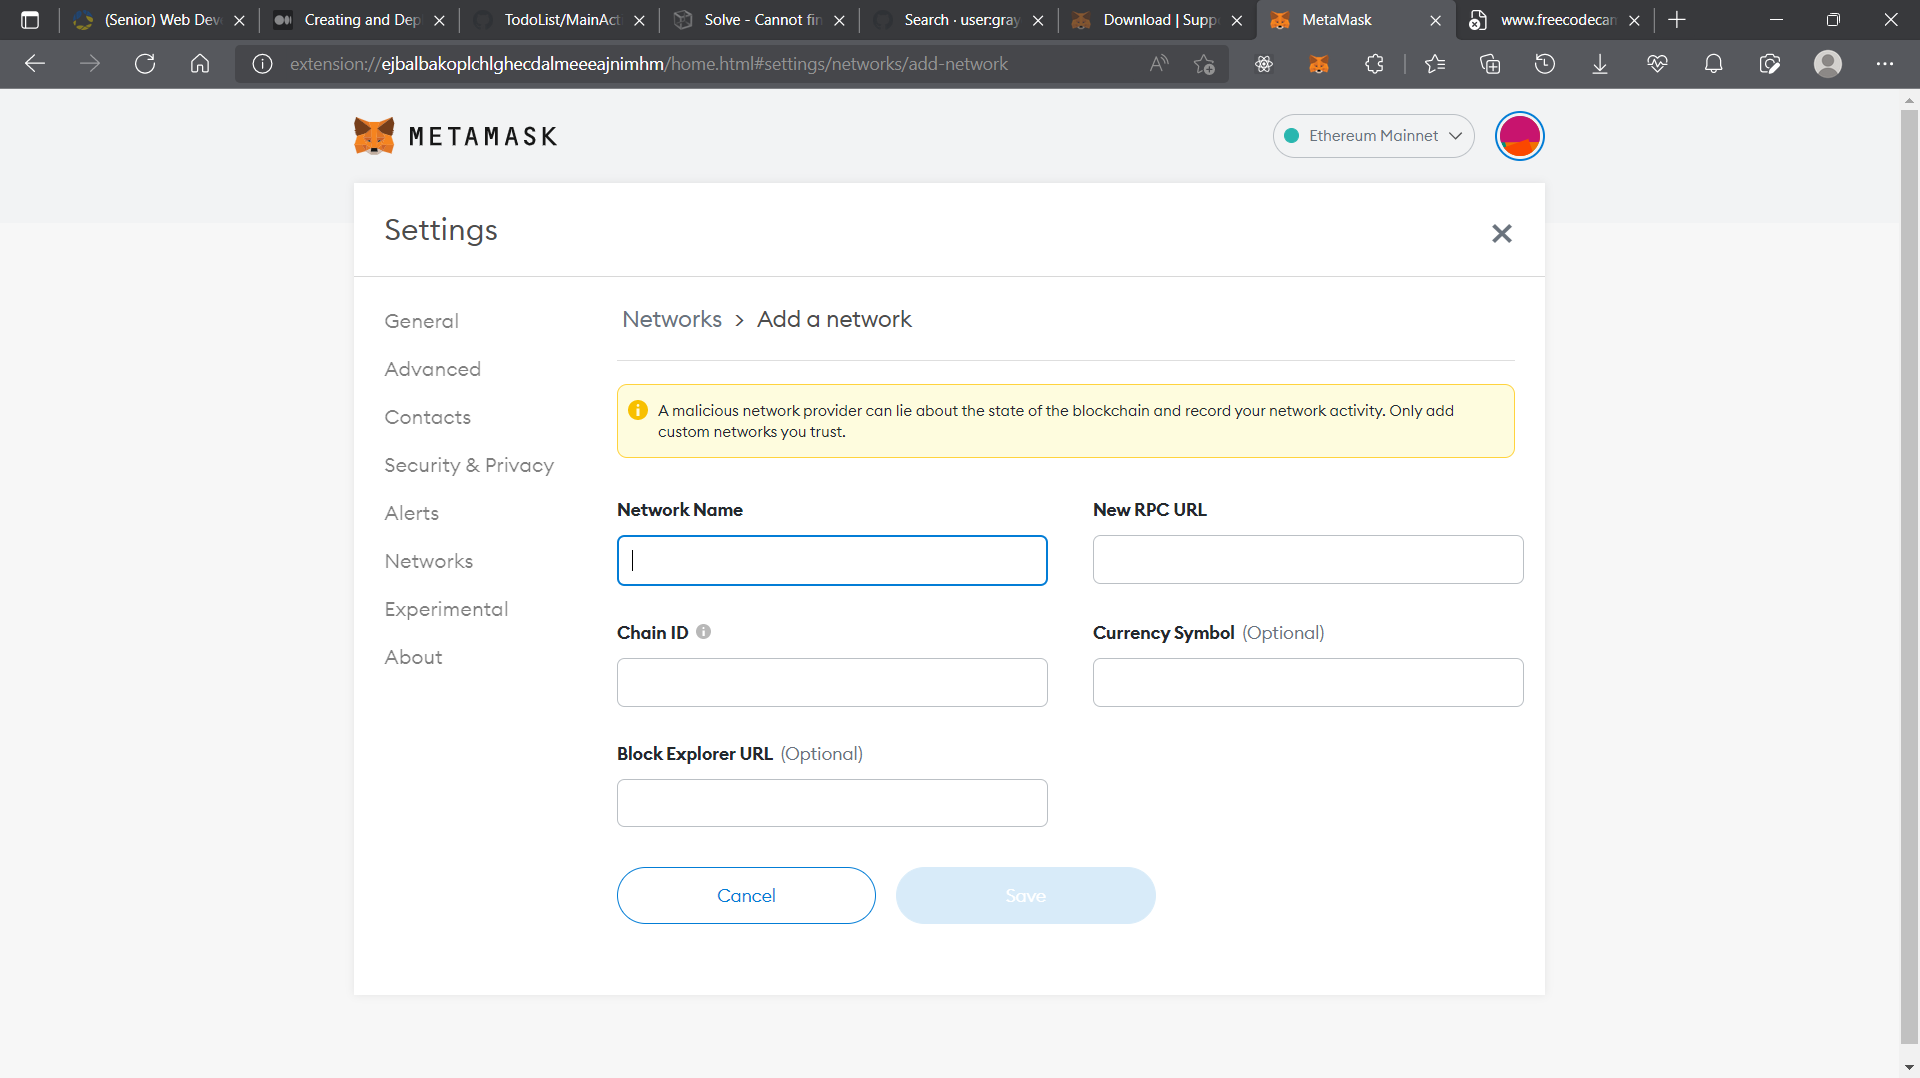 (Senior) Web Dev
Creating and Dep
TodoList/MainAct
Solve - Cannot fin
Search · user:gray
Download | Suppo
MetaMask
www.freecodecam
extension://ejbalbakoplchlghecdalmeeeajnimhm/home.html#settings/networks/add-network
METAMASK
Ethereum Mainnet
Settings
General
Advanced
Contacts
Security & Privacy
Alerts
Networks
Experimental
About
Networks > Add a network
A malicious network provider can lie about the state of the blockchain and record your network activity. Only add
custom networks you trust.
Network Name
New RPC URL
Chain ID
Currency Symbol (Optional)
Block Explorer URL (Optional)
Cancel
Save